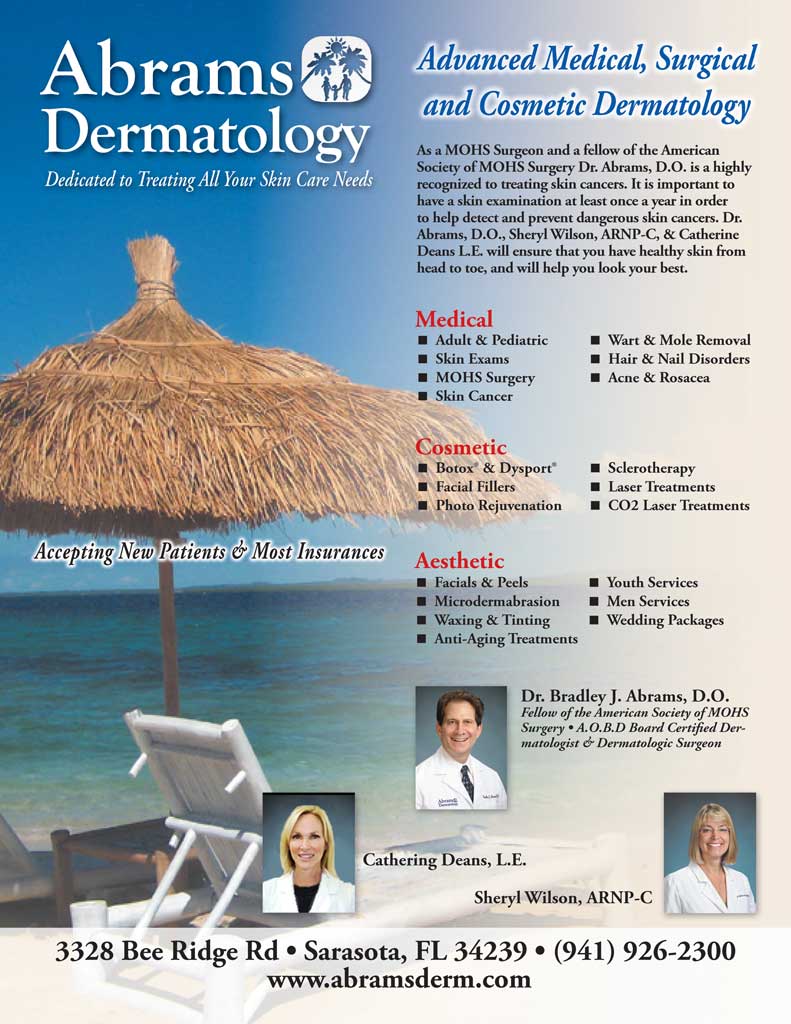 Abrams
Dermatology
Dedicated to Treating All Your Skin Care Needs
Advanced Medical, Surgical
and Cosmetic Dermatology
As a MOHS Surgeon and a fellow of the American
Society of MOHS Surgery Dr. Abrams, D.O. is a highly
recognized to treating skin cancers. It is important to
have a skin examination at least once a year in order
to help detect and prevent dangerous skin cancers. Dr.
Abrams, D.O., Sheryl Wilson, ARNP-C, & Catherine
Deans L.E. will ensure that you have healthy skin from
head to toe, and will help you look your best.
Medical
■ Adult & Pediatric
■ Skin Exams
■ MOHS Surgery
■ Skin Cancer
■ Wart & Mole Removal
■ Hair & Nail Disorders
■ Acne & Rosacea
Cosmetic
■ Botox® & Dysport®
■ Facial Fillers
■ Photo Rejuvenation
■ Sclerotherapy
■ Laser Treatments
■ CO2 Laser Treatments
Accepting New Patients & Most Insurances
Aesthetic
■ Facials & Peels
■ Microdermabrasion
■ Waxing & Tinting
■ Anti-Aging Treatments
■ Youth Services
■ Men Services
■ Wedding Packages
Dr. Bradley J. Abrams, D.O.
Fellow of the American Society of MOHS
Surgery • A.O.B.D Board Certified Der-
matologist & Dermatologic Surgeon
Abrams
Dermatology
Cathering Deans, L.E.
Sheryl Wilson, ARNP-C
3328 Bee Ridge Rd • Sarasota, FL 34239 • (941) 926-2300
www.abramsderm.com